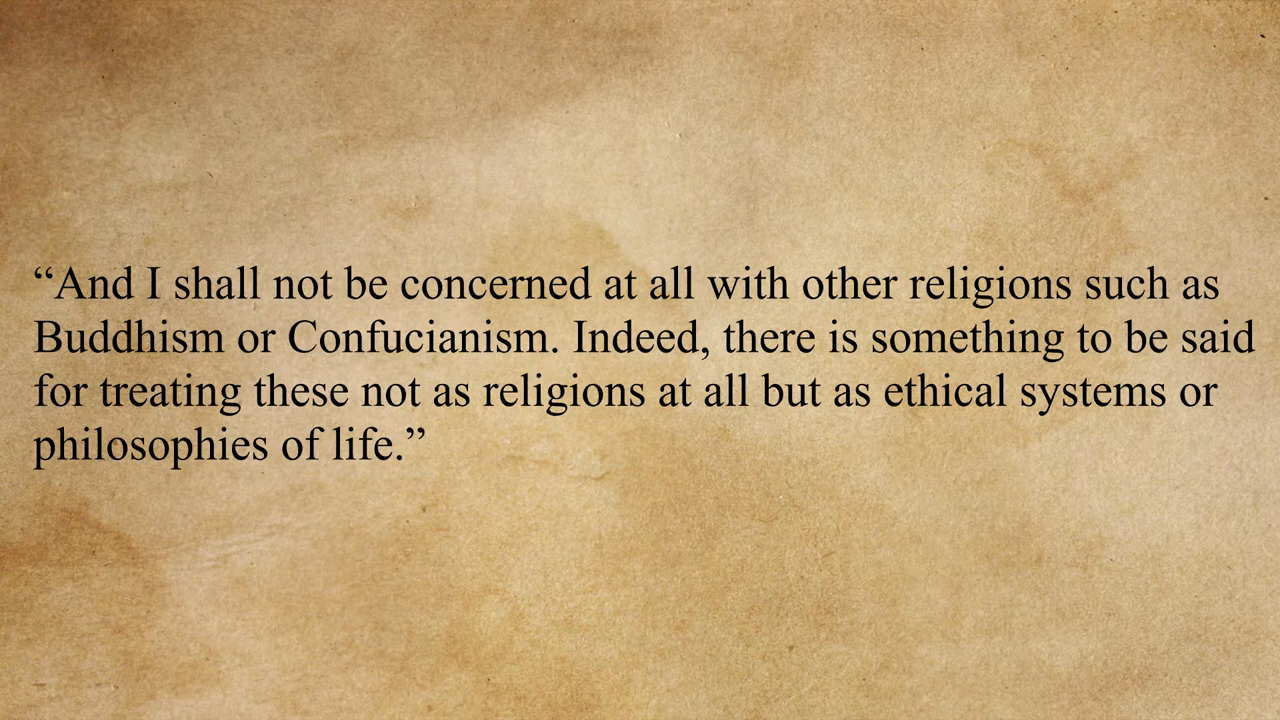 “And I shall not be concerned at all with other religions such as
Buddhism or Confucianism. Indeed, there is something to be said
for treating these not as religions at all but as ethical systems or
philosophies of life.”